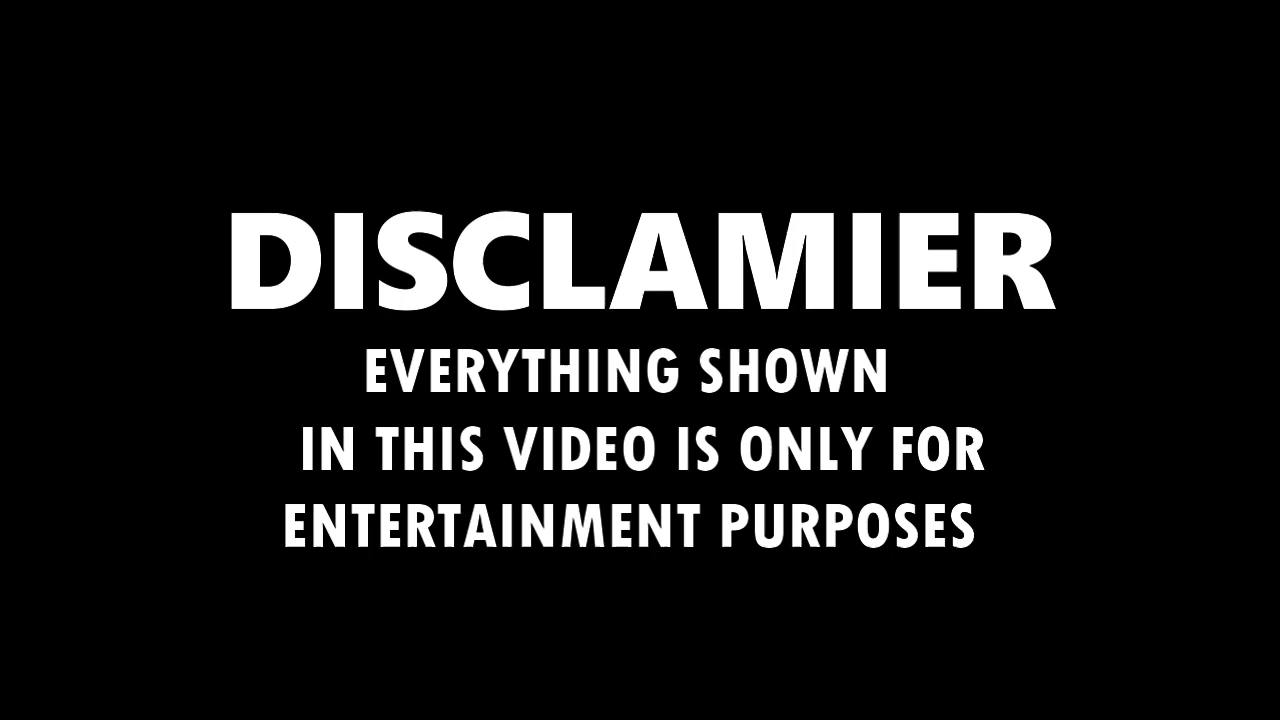 DISCLAMIER
EVERYTHING SHOWN
IN THIS VIDEO IS ONLY FOR
ENTERTAINMENT PURPOSES